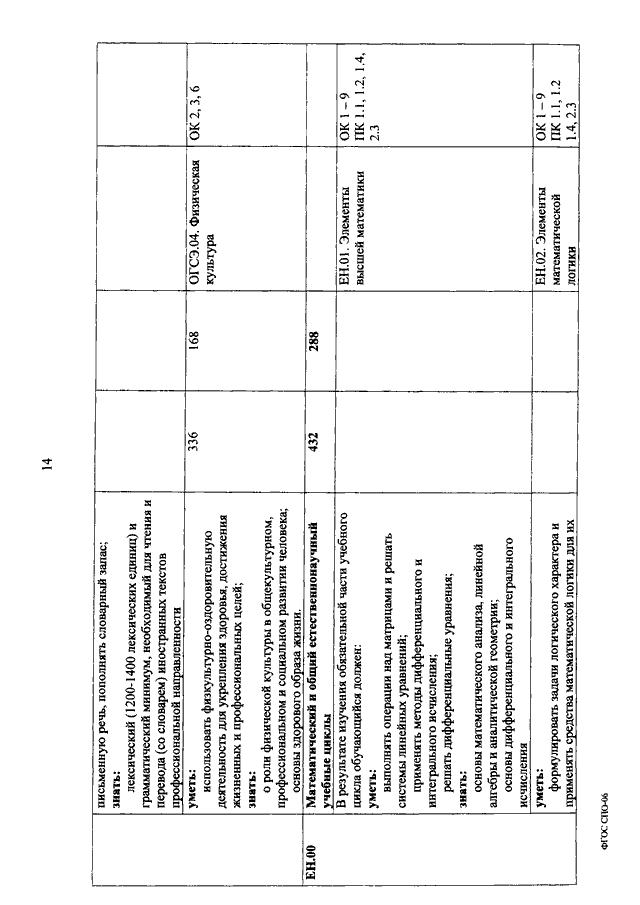 14
письменную речь, пополнять словарный запас;
знать:
лексический (1200-1400 лексических единиц) и
грамматический минимум, необходимый для чтения и
перевода (со словарем) иностранных текстов
профессиональной направленности
уметь:
использовать физкультурно-оздоровительную
деятельность для укрепления здоровья, достижения
жизненных и профессиональных целей;
знать:
о роли физической культуры в общекультурном,
профессиональном и социальном развитии человека;
основы здорового образа жизни.
336
168
ОГСЭ.04. Физическая
культура
ОК 2, 3, 6
ЕН.00
Математический и общий естественнонаучный
учебные циклы
432
288
В результате изучения обязательной части учебного
цикла обучающийся должен:
уметь:
выполнять операции над матрицами и решать
системы линейных уравнений;
применять методы дифференциального и
интегрального исчисления;
решать дифференциальные уравнения;
знать:
основы математического анализа, линейной
алгебры и аналитической геометрии;
основы дифференциального и интегрального
исчисления
ЕН.01. Элементы
высшей математики
ОК 1 – 9
ПК 1.1, 1.2, 1.4,
2.3
уметь:
формулировать задачи логического характера и
применять средства математической логики для их
ЕН.02. Элементы
математической
логики
ОК 1 – 9
ПК 1.1, 1.2
1.4, 2.3
ФГОС СПО-06